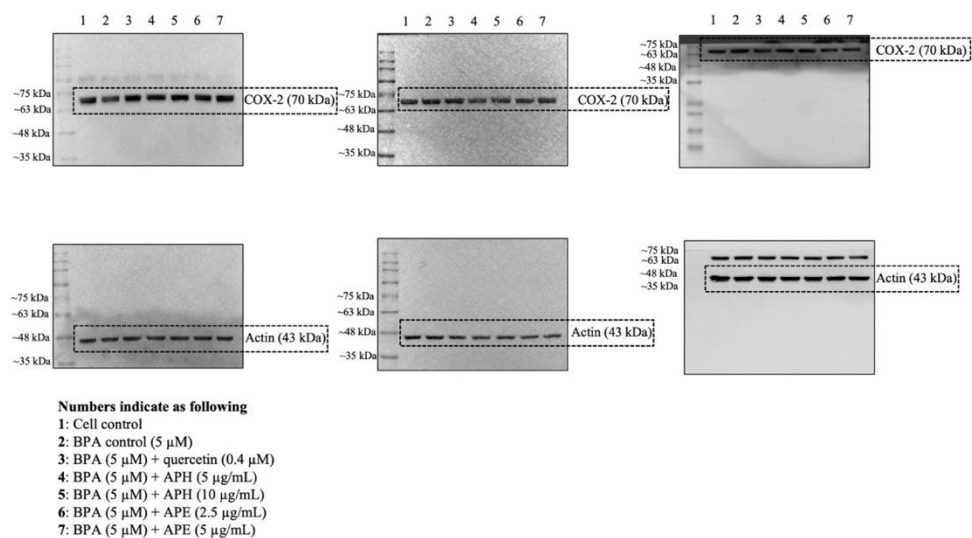 1 2 3 4 5 6 7
~75 kDa
~63 kDa
~48 kDa
~35 kDa
COX-2 (70 kDa)
1 2 3 4 5 6 7
~75 kDa
~63 kDa
~48 kDa
~35 kDa
COX-2 (70 kDa)
1 2 3 4 5 6 7
~75 kDa
~63 kDa
~48 kDa
~35 kDa
COX-2 (70 kDa)
~75 kDa
~63 kDa
~48 kDa
~35 kDa
Actin (43 kDa)
~75 kDa
~63 kDa
~48 kDa
~35 kDa
Actin (43 kDa)
~75 kDa
~63 kDa
~48 kDa
~35 kDa
Actin (43 kDa)
Numbers indicate as following
1: Cell control
2: BPA control (5 µM)
3: BPA (5 µM) + quercetin (0.4 µM)
4: BPA (5 µM) + APH (5 µg/mL)
5: BPA (5 µM) + APH (10 µg/mL)
6: BPA (5 µM) + APE (2.5 µg/mL)
7: BPA (5 µM) + APE (5 µg/mL)